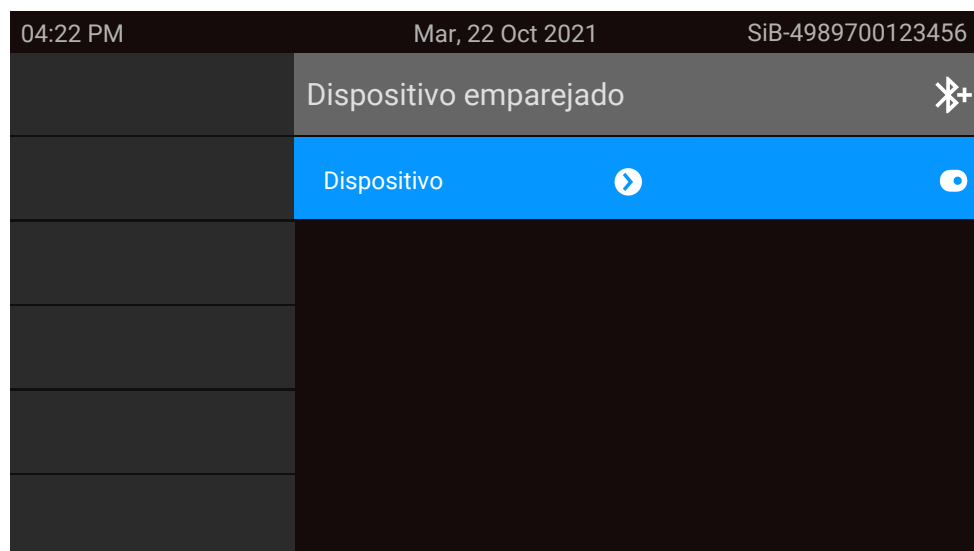 04:22 PM Mar, 22 Oct 2021 SiB-4989700123456
Dispositivo emparejado
Dispositivo